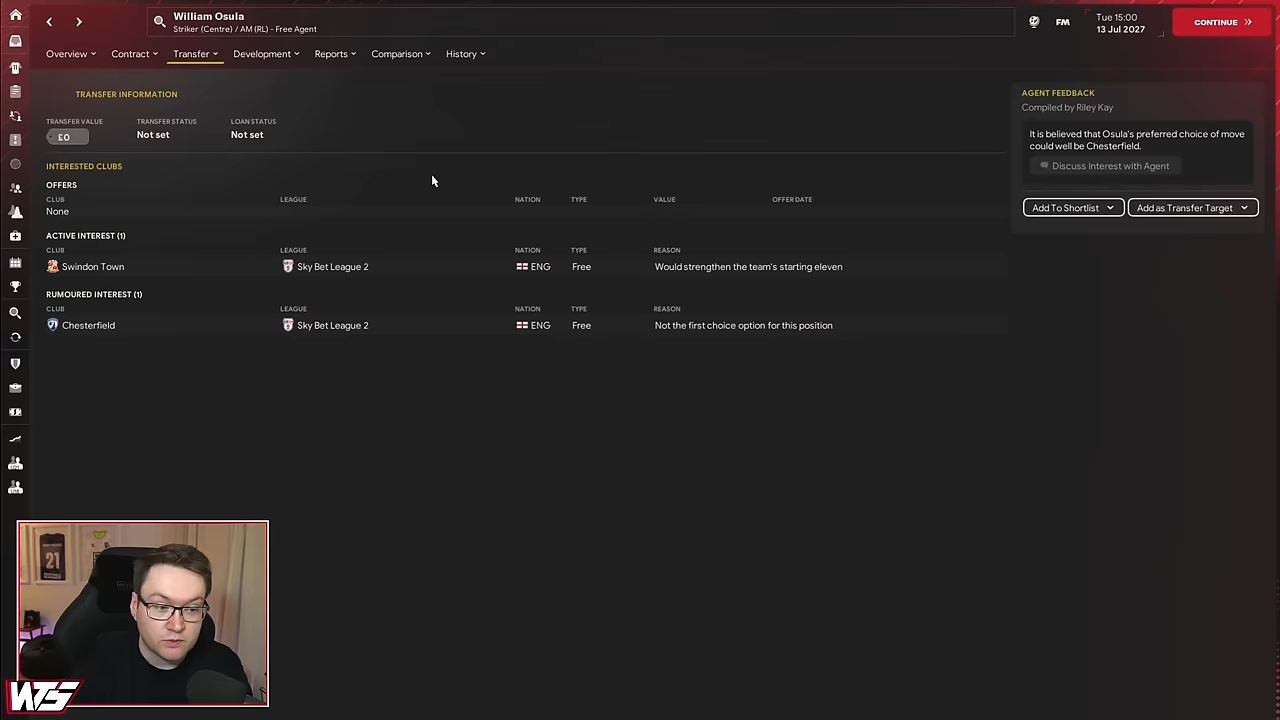 William Osula
Striker (Centre) / AM (RL) - Free Agent
FM
Tue 15:00
13 Jul 2027
CONTINUE
Overview
Contract
Transfer
Development
Reports
Comparison
History
TRANSFER INFORMATION
TRANSFER VALUE TRANSFER STATUS LOAN STATUS
£0 Not set Not set
INTERESTED CLUBS
OFFERS
CLUB LEAGUE NATION TYPE VALUE OFFER DATE
None
ACTIVE INTEREST (1)
CLUB LEAGUE NATION TYPE REASON
Swindon Town Sky Bet League 2 ENG Free Would strengthen the team's starting eleven
RUMOURED INTEREST (1)
CLUB LEAGUE NATION TYPE REASON
Chesterfield Sky Bet League 2 ENG Free Not the first choice option for this position
AGENT FEEDBACK
Compiled by Riley Kay
It is believed that Osula's preferred choice of move
could well be Chesterfield.
Discuss Interest with Agent
Add To Shortlist
Add as Transfer Target
21
WTS